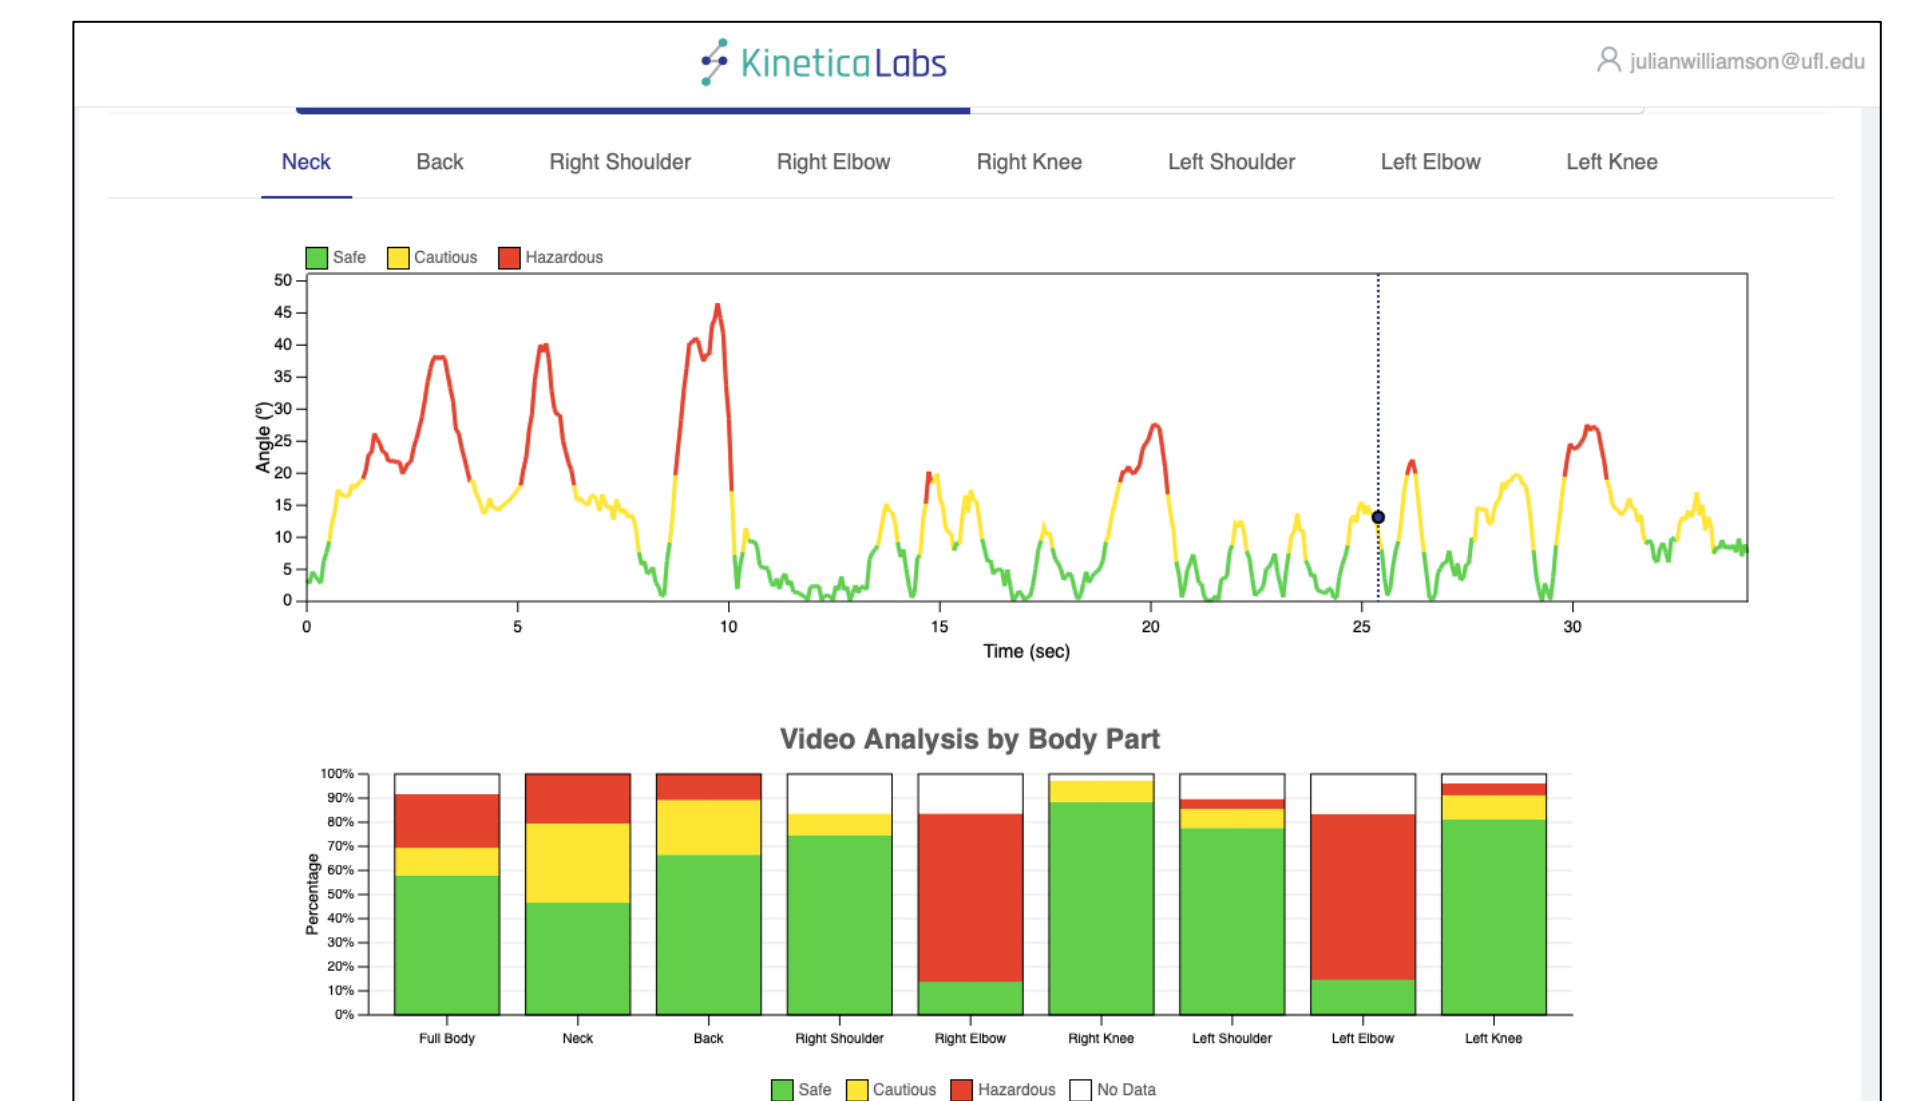 KineticaLabs
julianwilliamson@ufl.edu
Neck Back Right Shoulder Right Elbow Right Knee Left Shoulder Left Elbow Left Knee
Safe Cautious Hazardous
50
45
40
35
30
25
20
15
10
5
0
Angle (°)
0 5 10 15 20 25 30
Time (sec)
Video Analysis by Body Part
100%
90%
80%
70%
60%
50%
40%
30%
20%
10%
0%
Percentage
Full Body Neck Back Right Shoulder Right Elbow Right Knee Left Shoulder Left Elbow Left Knee
Safe Cautious Hazardous No Data